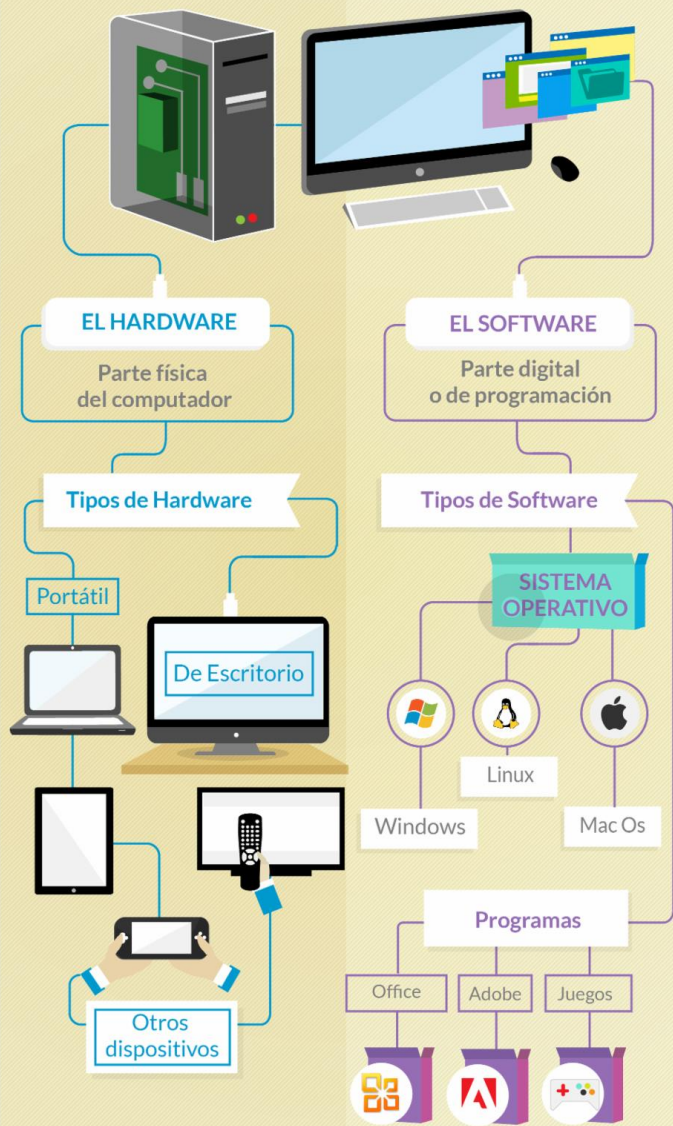 EL HARDWARE
Parte física
del computador
Tipos de Hardware
Portátil
De Escritorio
Otros
dispositivos
EL SOFTWARE
Parte digital
o de programación
Tipos de Software
SISTEMA
OPERATIVO
Linux
Windows
Mac Os
Programas
Office
Adobe
Juegos